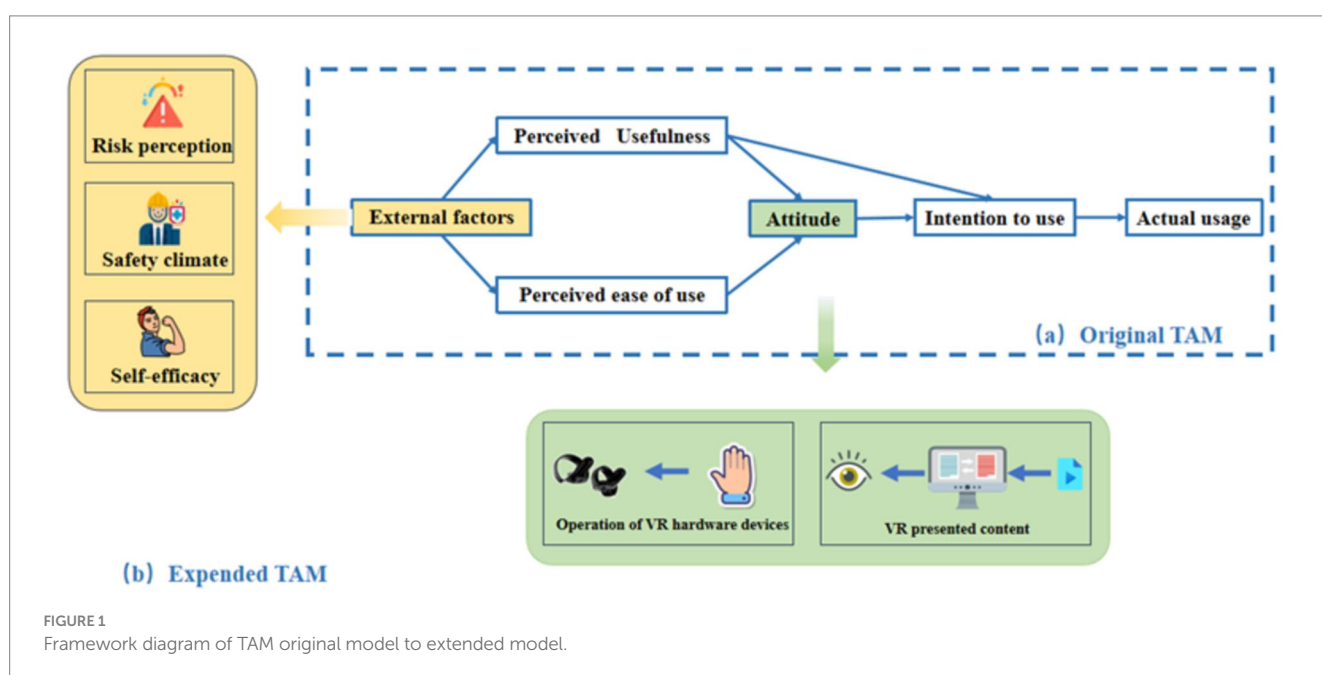 Risk perception
Safety climate
Self-efficacy
External factors
Perceived Usefulness
Perceived ease of use
Attitude
Intention to use
Actual usage
(a) Original TAM
Operation of VR hardware devices
VR presented content
(b) Expended TAM
FIGURE 1
Framework diagram of TAM original model to extended model.